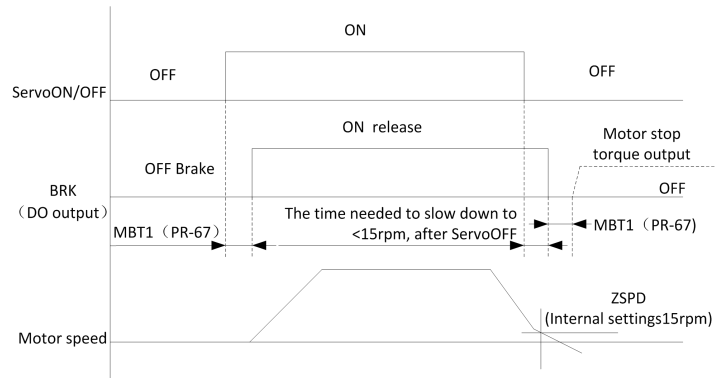 ON
OFF
OFF
ServoON/OFF
ON release
Motor stop
torque output
OFF Brake
BRK
OFF
（DO output）
The time needed to slow down to
<15rpm, after ServoOFF
MBT1（PR-67）
MBT1（PR-67）
ZSPD
(Internal settings15rpm)
Motor speed